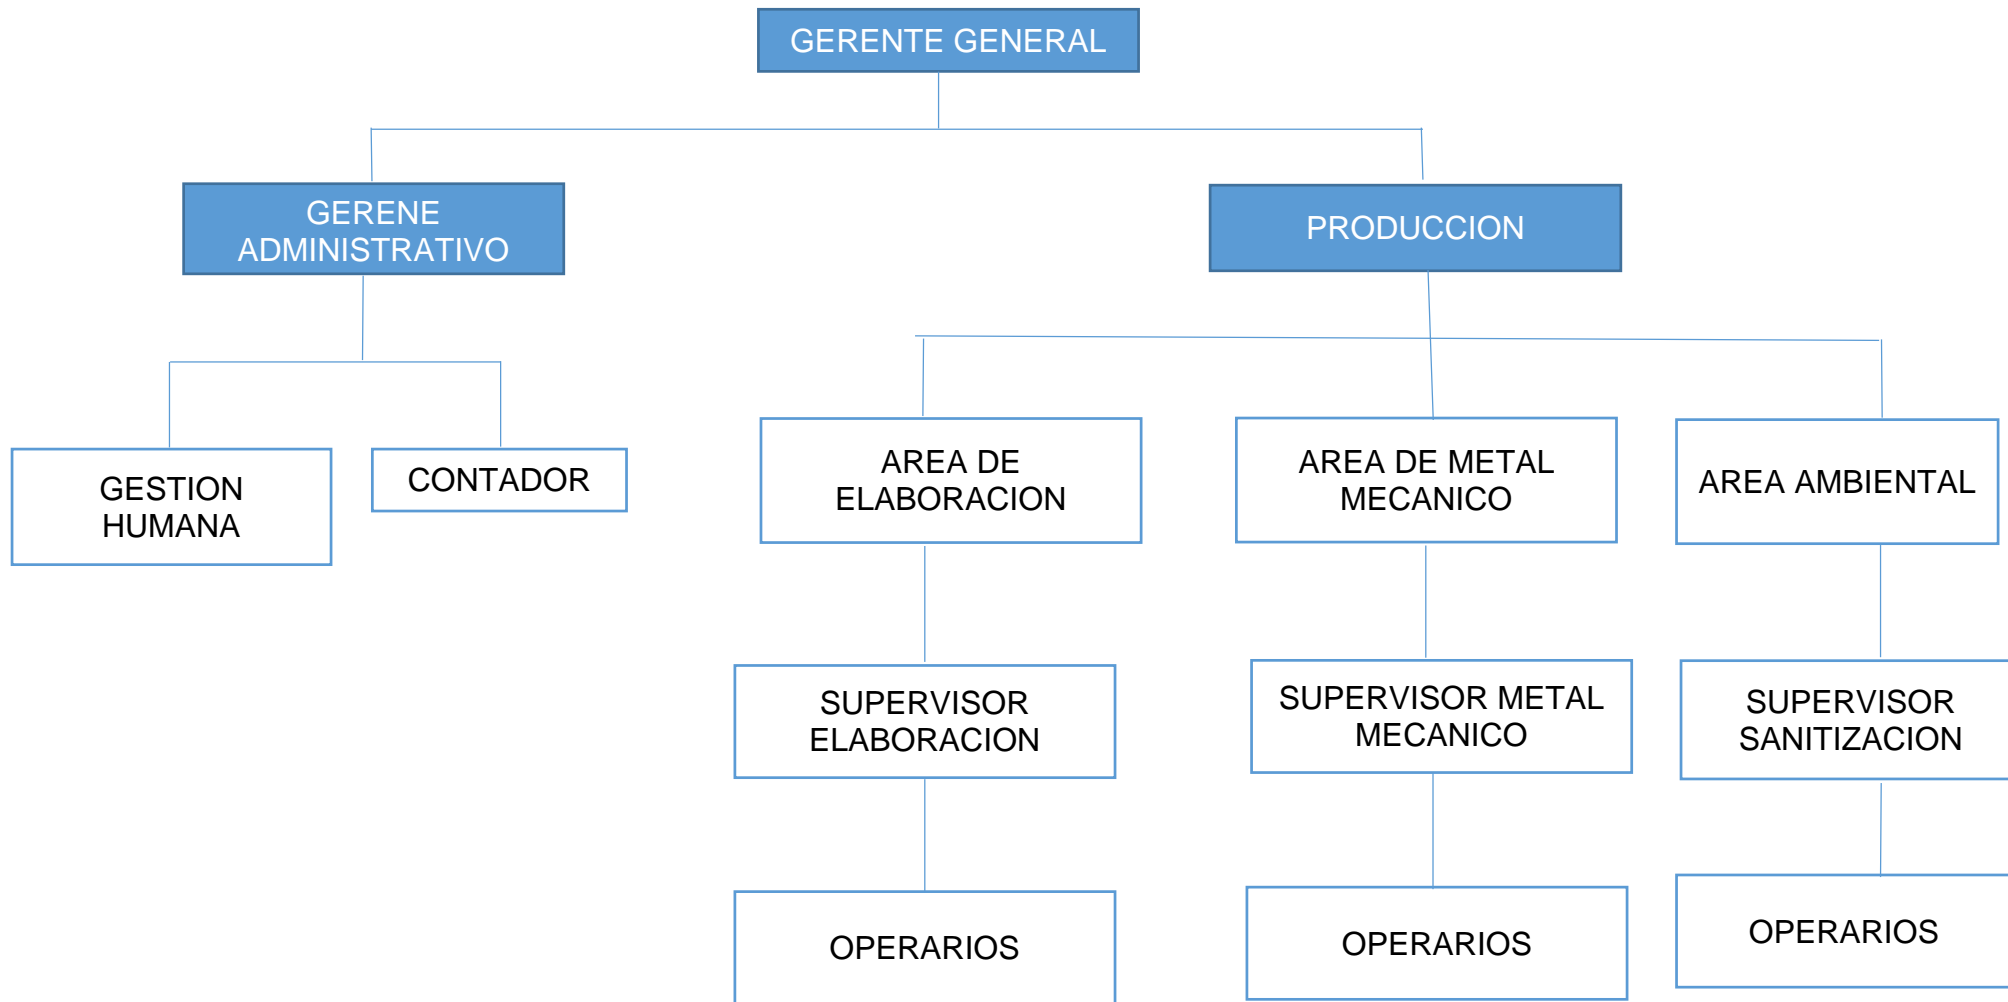 GERENTE GENERAL
GERENE
ADMINISTRATIVO
PRODUCCION
GESTION
HUMANA
CONTADOR
AREA DE
ELABORACION
AREA DE METAL
MECANICO
AREA AMBIENTAL
SUPERVISOR
ELABORACION
SUPERVISOR METAL
MECANICO
SUPERVISOR
SANITIZACION
OPERARIOS
OPERARIOS
OPERARIOS